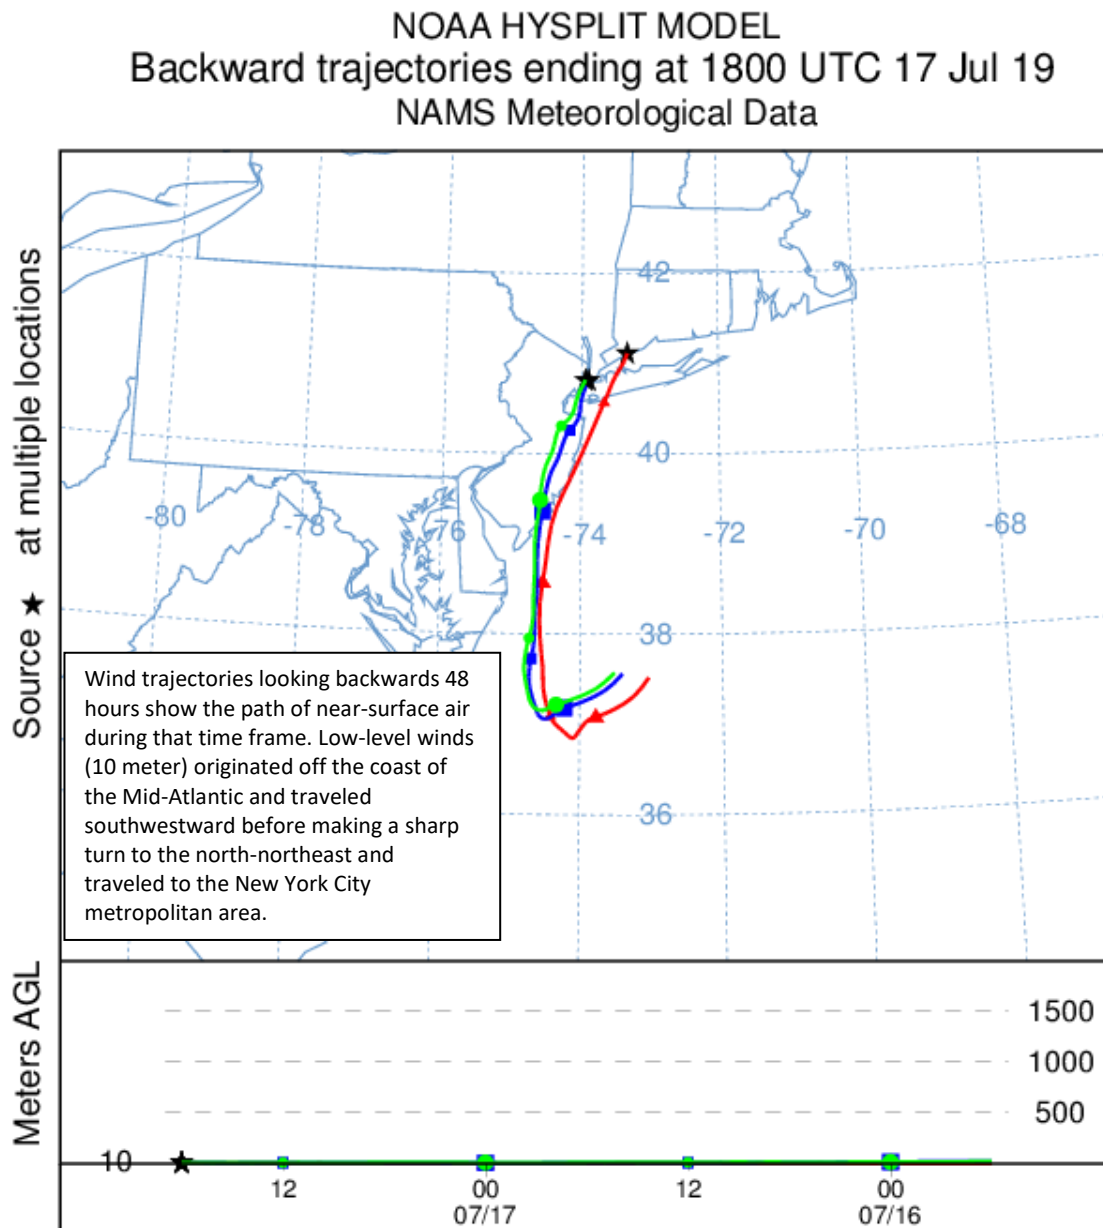 NOAA HYSPLIT MODEL
Backward trajectories ending at 1800 UTC 17 Jul 19
NAMS Meteorological Data
Source ★ at multiple locations
42
40
-80
-78
-76
-74
-72
-70
-68
38
36
Wind trajectories looking backwards 48
hours show the path of near-surface air
during that time frame. Low-level winds
(10 meter) originated off the coast of
the Mid-Atlantic and traveled
southwestward before making a sharp
turn to the north-northeast and
traveled to the New York City
metropolitan area.
Meters AGL
1500
1000
500
10
12
00
12
00
07/17
07/16